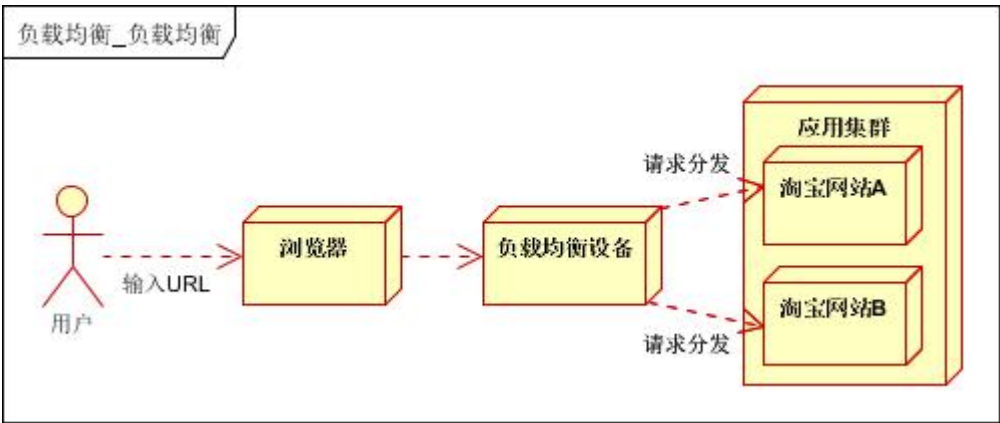 负载均衡_负载均衡
应用集群
请求分发
淘宝网站A
浏览器
负载均衡设备
输入URL
用户
淘宝网站B
请求分发